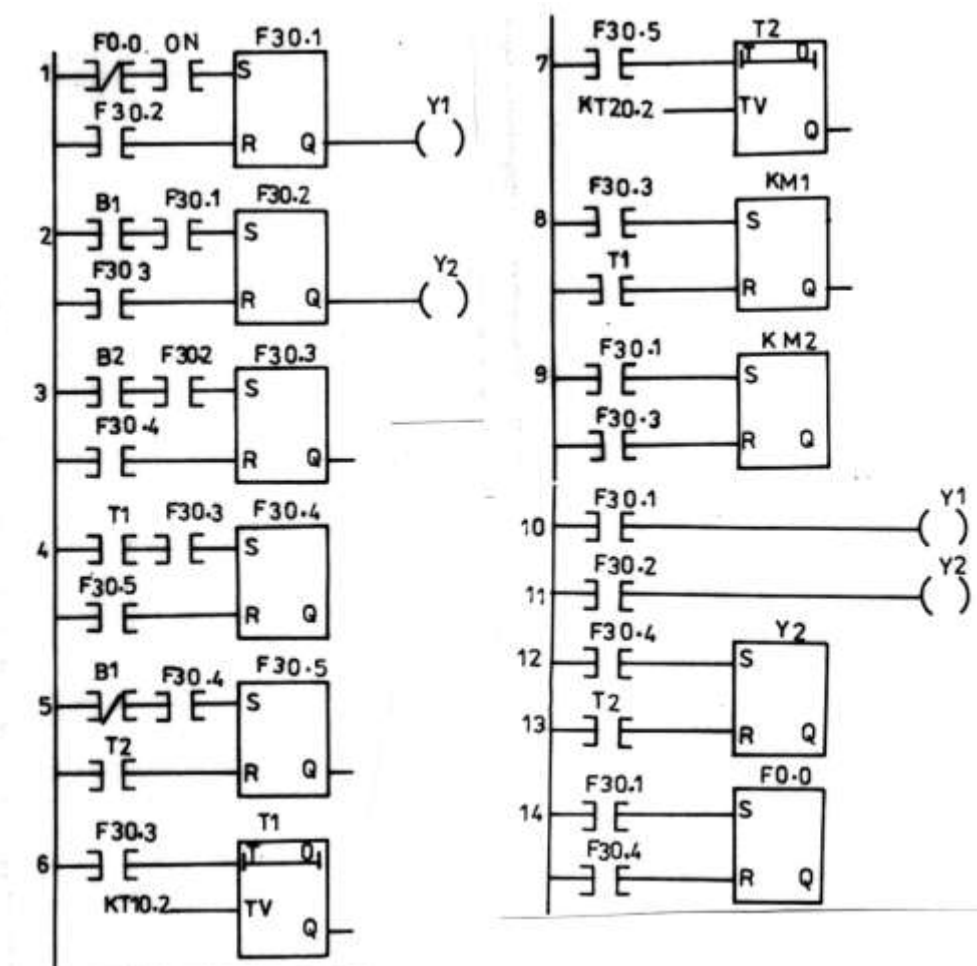 F0.0 ON F30.1
1 S
F30.2 Y1
R Q
B1 F30.1 F30.2
2 S
F30 3 Y2
R Q
B2 F30.2 F30.3
3 S
F30.4
R Q
T1 F30.3 F30.4
4 S
F30.5
R Q
B1 F30.4 F30.5
5 S
T2
R Q
F30.3 T1
6 T 0
KT10.2 TV
Q
F30.5 T2
7 T 0
KT20.2 TV
Q
F30.3 KM1
8 S
T1
R Q
F30.1 KM2
9 S
F30.3
R Q
F30.1 Y1
10
F30.2 Y2
11
F30.4 Y2
12 S
T2
13 R Q
F30.1 F0.0
14 S
F30.4
R Q